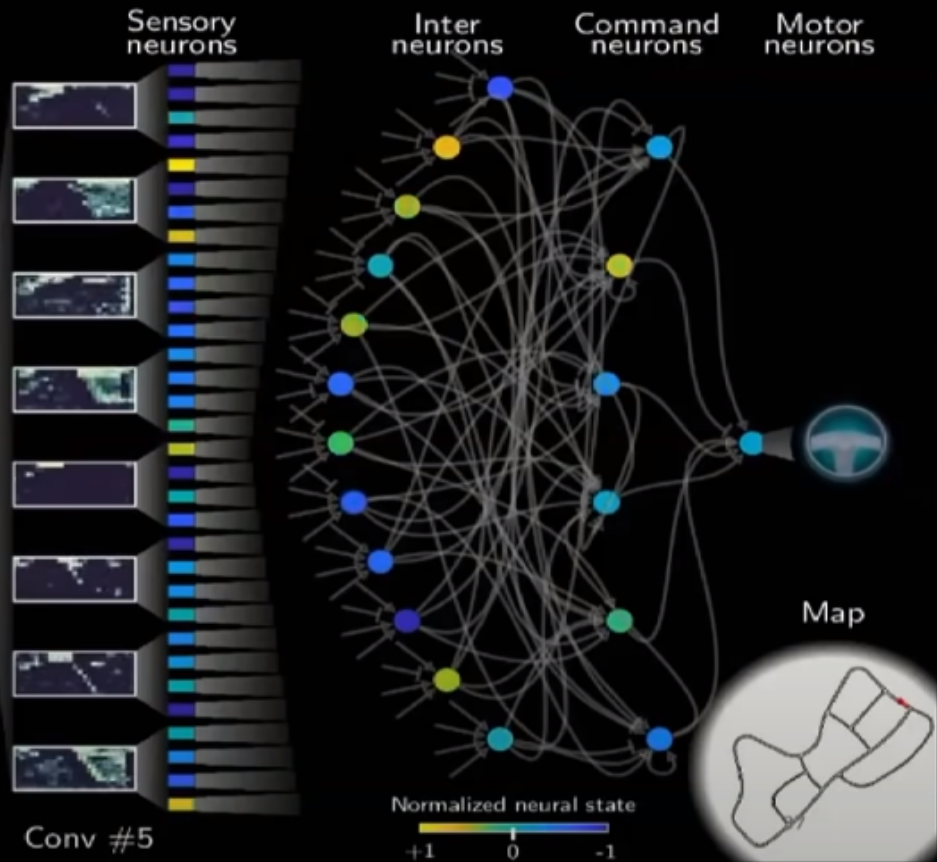 Sensory
neurons
Inter
neurons
Command
neurons
Motor
neurons
Map
Normalized neural state
+1 0 -1
Conv #5